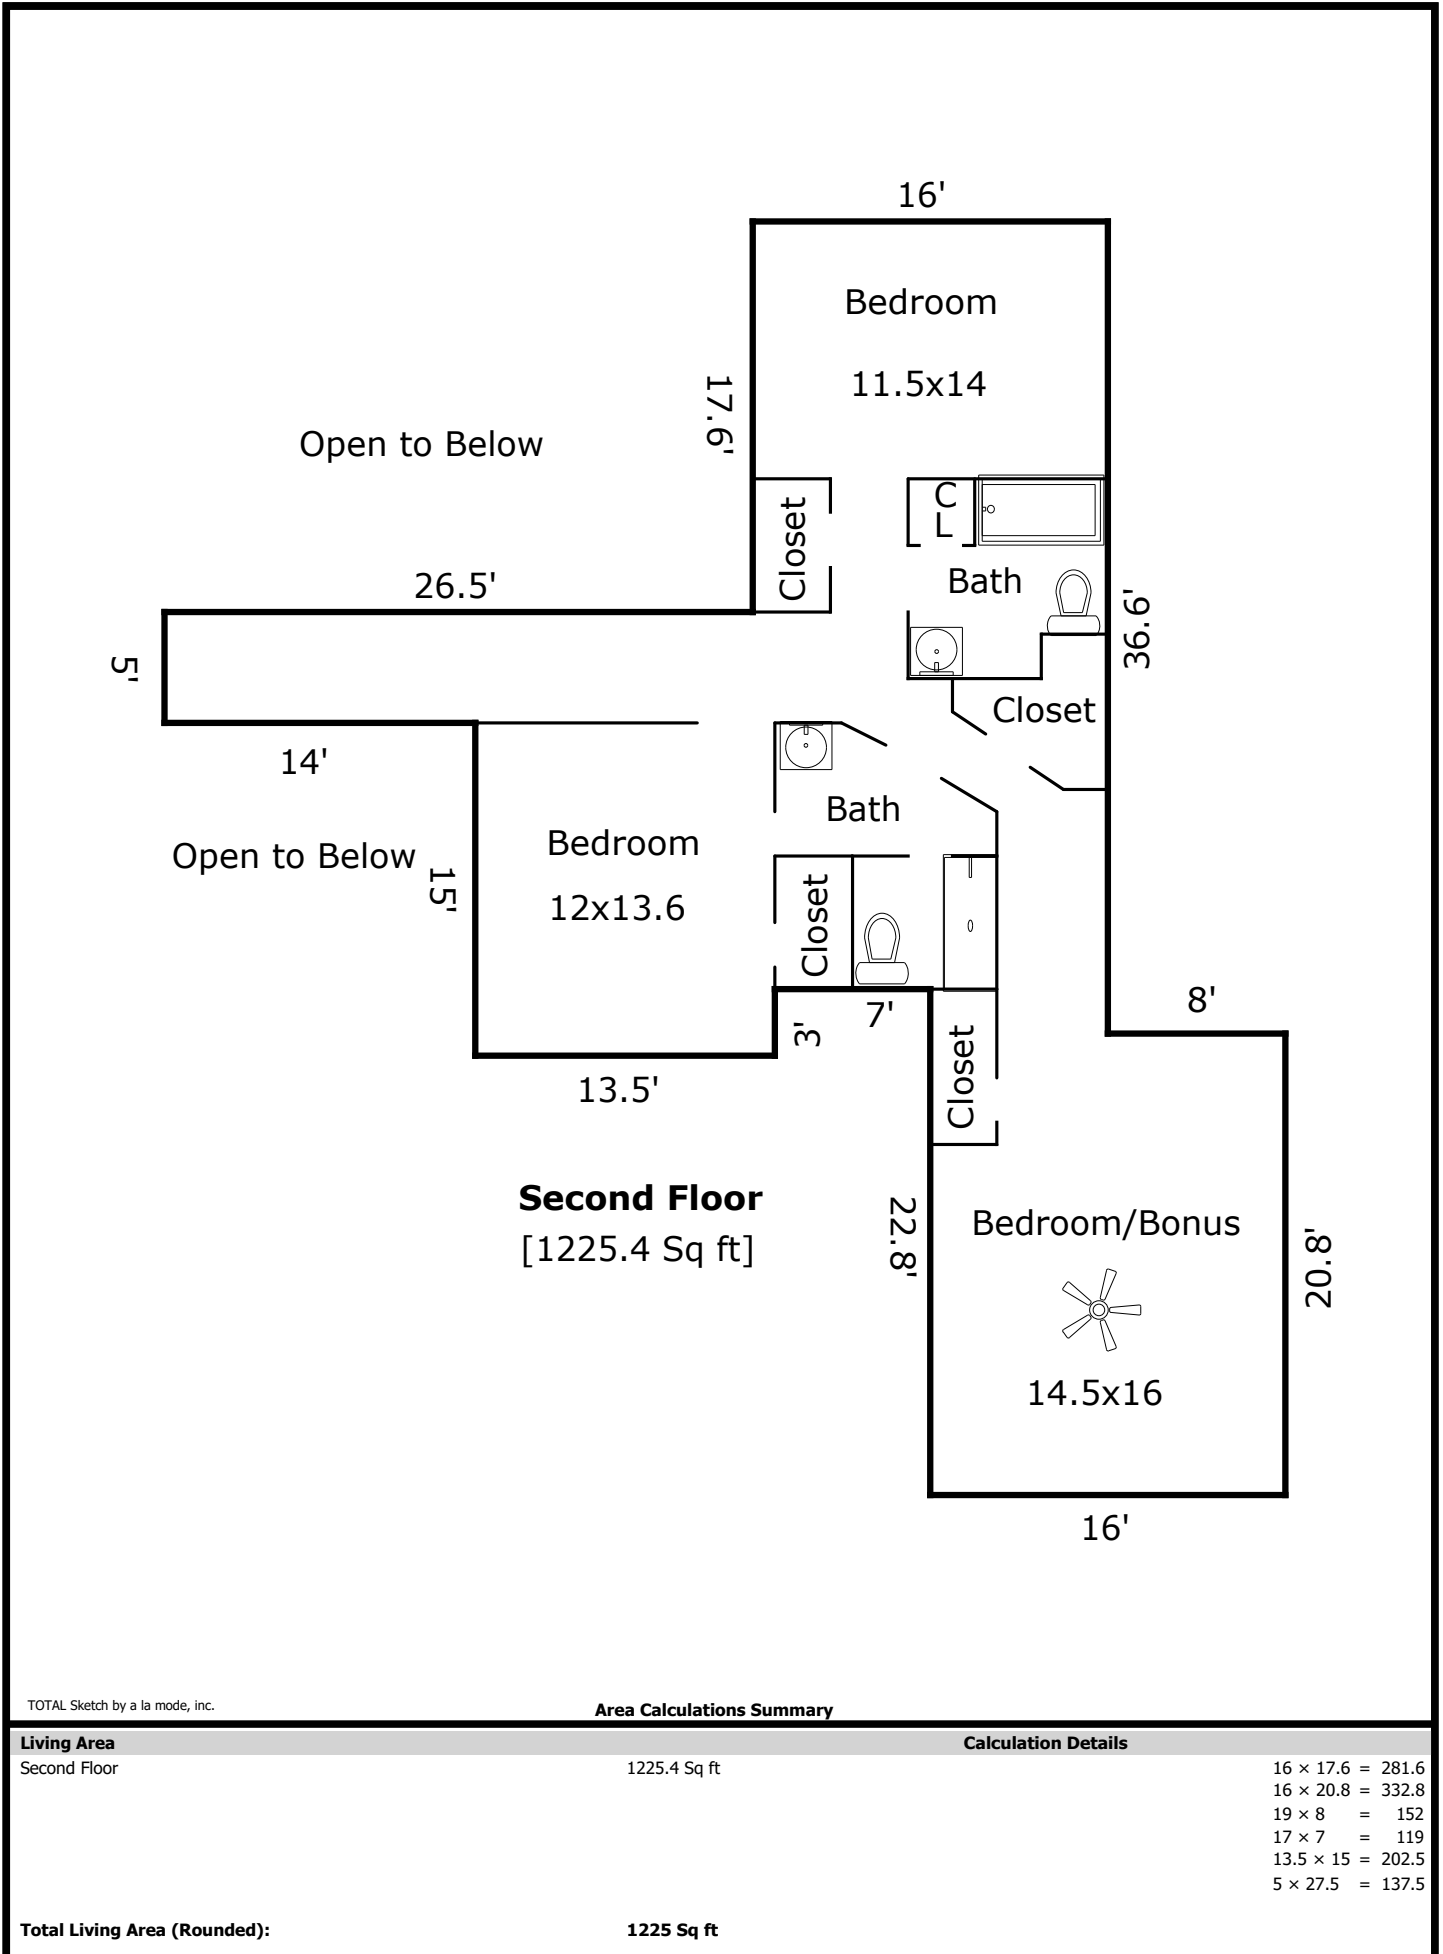 16'
Bedroom
11.5x14
17.6'
Open to Below
C
L
Closet
26.5'
Bath
36.6'
5'
Closet
14'
Bath
Bedroom
Open to Below
15'
12x13.6
Closet
8'
7'
3'
Closet
13.5'
Second Floor
[1225.4 Sq ft]
22.8'
Bedroom/Bonus
20.8'
14.5x16
16'
TOTAL Sketch by a la mode, inc.
Area Calculations Summary
Living Area Calculation Details
Second Floor 1225.4 Sq ft 16 × 17.6 = 281.6
16 × 20.8 = 332.8
19 × 8 = 152
17 × 7 = 119
13.5 × 15 = 202.5
5 × 27.5 = 137.5
Total Living Area (Rounded): 1225 Sq ft